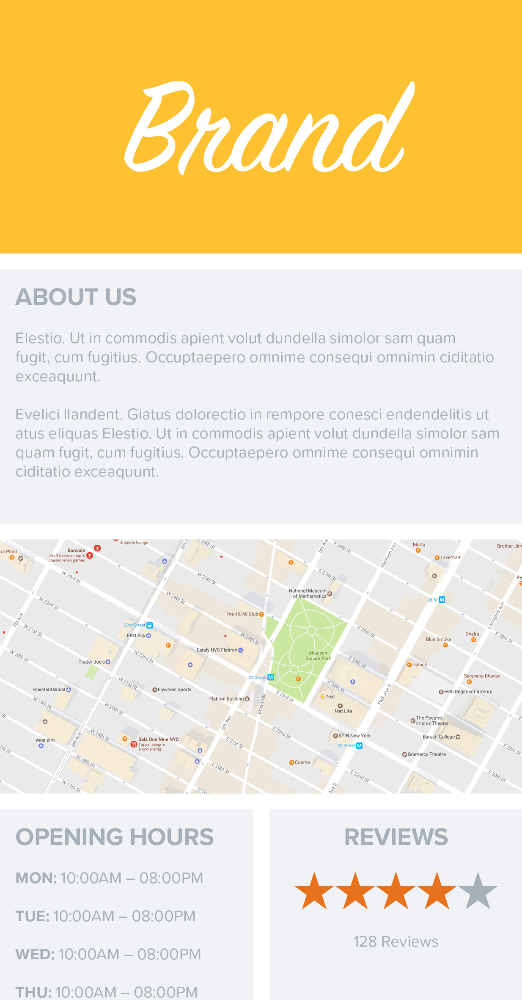 Brand
ABOUT US
Elestio. Ut in commodis apient volut dundella simolor sam quam
fugit, cum fugitius. Occuptaepero omnime consequi omnimin ciditatio
exceaquunt.
Evelici llandent. Giatus dolorectio in rempore conesci endendelitis ut
atus eliquas Elestio. Ut in commodis apient volut dundella simolor sam
quam fugit, cum fugitius. Occuptaepero omnime consequi omnimin
ciditatio exceaquunt.
& sports lounge
Barcade
Craft beers on tap &
classic video games
Plant
6th A
W 26th St
5th Ave
E 28th St
Madison Ave
Marta
Tavern29
Brother Jim
W 23rd St
W 25th St
E 27th St
National Museum
of Mathematics
W 24th St
28 St
W 22nd St
7th Ave
The 40/40 Club
23rd Street
Best Buy
W 21st St
W 24th St
E 26th St
Lexington Ave
Dhaba
E 28th St
Blue Smoke
Eataly NYC Flatiron
Madison
Square Park
W 20th St
Trader Joe's
W 22nd St
E 25th St
Upland
23 Street
Saravana Bhavan
W 21st St
E 24th St
Kleinfeld Bridal
Flywheel Sports
Flatiron Building
E 23rd St
Yext
Park Ave S
69th Regiment Armory
W 19th St
W 20th St
Broadway
Met Life
5th Ave
The Peoples
Improv Theater
W 19th St
E 22nd St
SPiN New York
Baruch College
west elm
6th Ave
Sala One Nine NYC
Tapas, sangria
& socializing
E 21st St
23 Street
E 25th St
7th St
W 18th St
Gramercy Theatre
Cosme
E 20th St
E 22nd St
E 24th St
W 17th St
E 19
Ave S
OPENING HOURS
MON: 10:00AM – 08:00PM
TUE: 10:00AM – 08:00PM
WED: 10:00AM – 08:00PM
THU: 10:00AM – 08:00PM
REVIEWS
128 Reviews